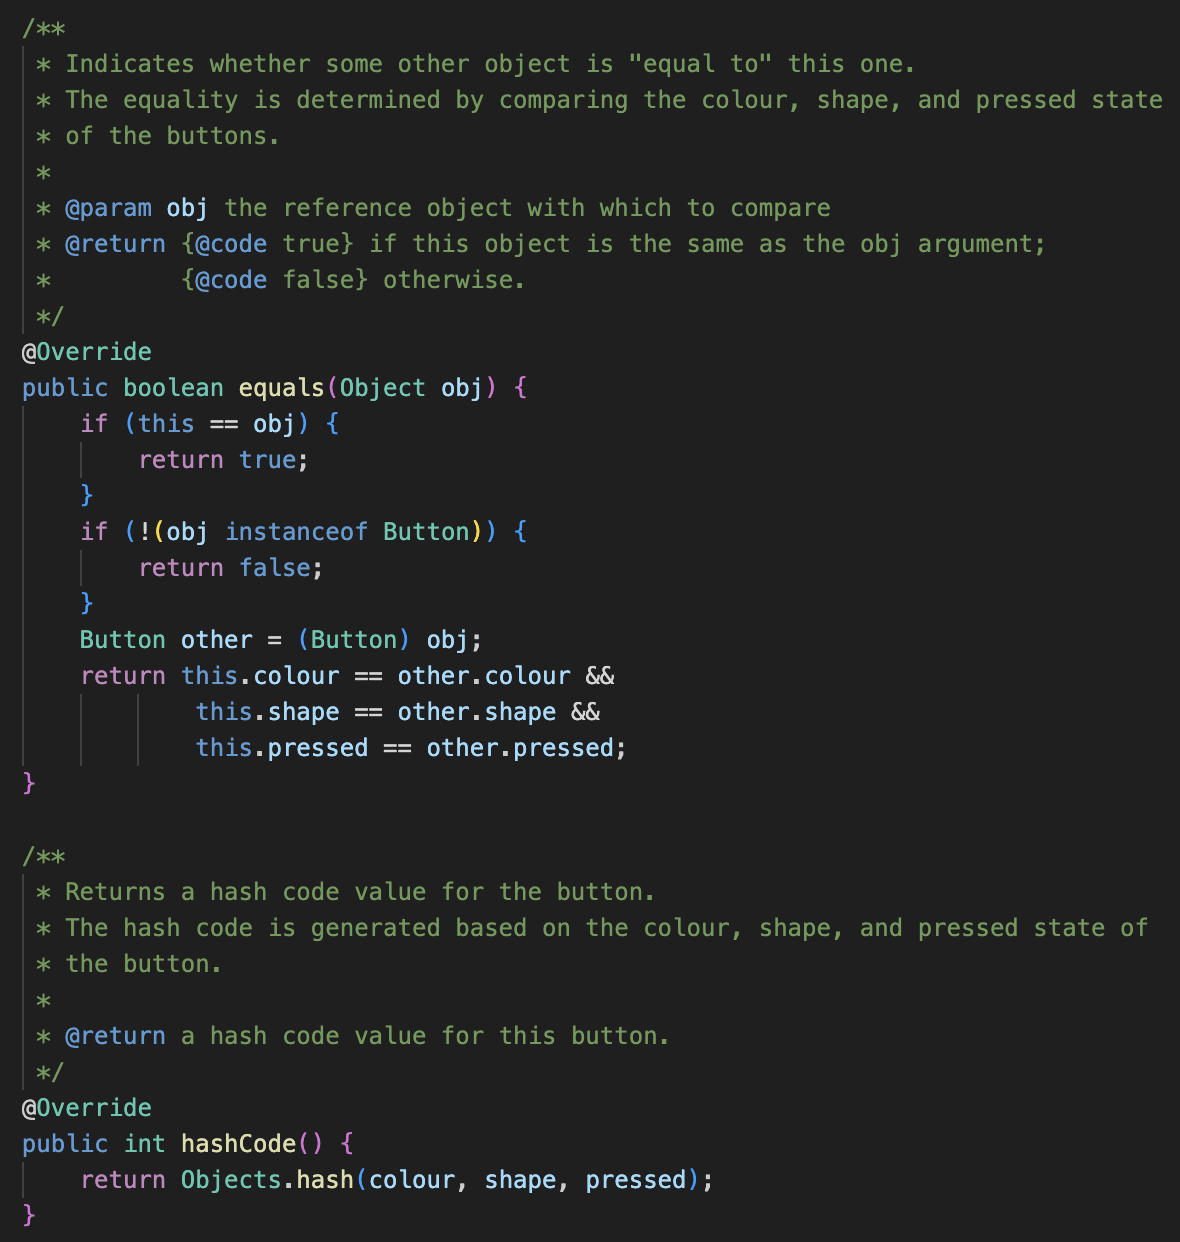 /**
 * Indicates whether some other object is "equal to" this one.
 * The equality is determined by comparing the colour, shape, and pressed state
 * of the buttons.
 *
 * @param obj the reference object with which to compare
 * @return {@code true} if this object is the same as the obj argument;
 *         {@code false} otherwise.
 */
@Override
public boolean equals(Object obj) {
    if (this == obj) {
        return true;
    }
    if (!(obj instanceof Button)) {
        return false;
    }
    Button other = (Button) obj;
    return this.colour == other.colour &&
            this.shape == other.shape &&
            this.pressed == other.pressed;
}

/**
 * Returns a hash code value for the button.
 * The hash code is generated based on the colour, shape, and pressed state of
 * the button.
 *
 * @return a hash code value for this button.
 */
@Override
public int hashCode() {
    return Objects.hash(colour, shape, pressed);
}